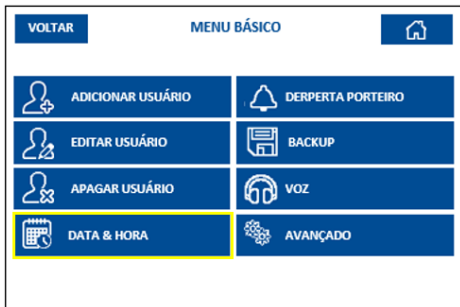 VOLTAR
MENU BÁSICO
ADICIONAR USUÁRIO
DERPERTA PORTEIRO
EDITAR USUÁRIO
BACKUP
APAGAR USUÁRIO
VOZ
DATA & HORA
AVANÇADO